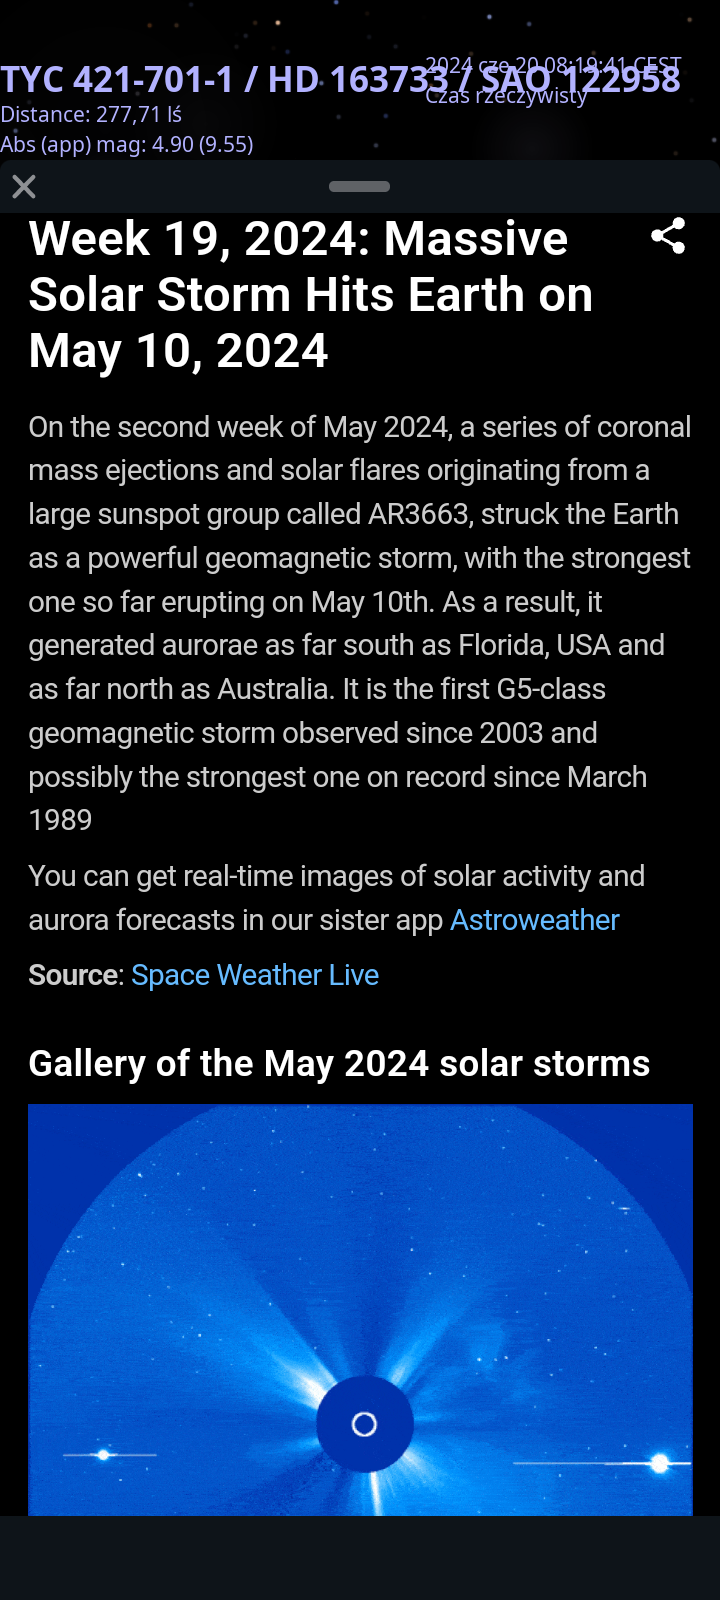 TYC 421-701-1 / HD 163733 / SAO 122958
2024 cze 20 08:19:41 CEST
Distance: 277,71 lś
Czas rzeczywisty
Abs (app) mag: 4.90 (9.55)
Week 19, 2024: Massive
Solar Storm Hits Earth on
May 10, 2024
On the second week of May 2024, a series of coronal
mass ejections and solar flares originating from a
large sunspot group called AR3663, struck the Earth
as a powerful geomagnetic storm, with the strongest
one so far erupting on May 10th. As a result, it
generated aurorae as far south as Florida, USA and
as far north as Australia. It is the first G5-class
geomagnetic storm observed since 2003 and
possibly the strongest one on record since March
1989
You can get real-time images of solar activity and
aurora forecasts in our sister app Astroweather
Source: Space Weather Live
Gallery of the May 2024 solar storms